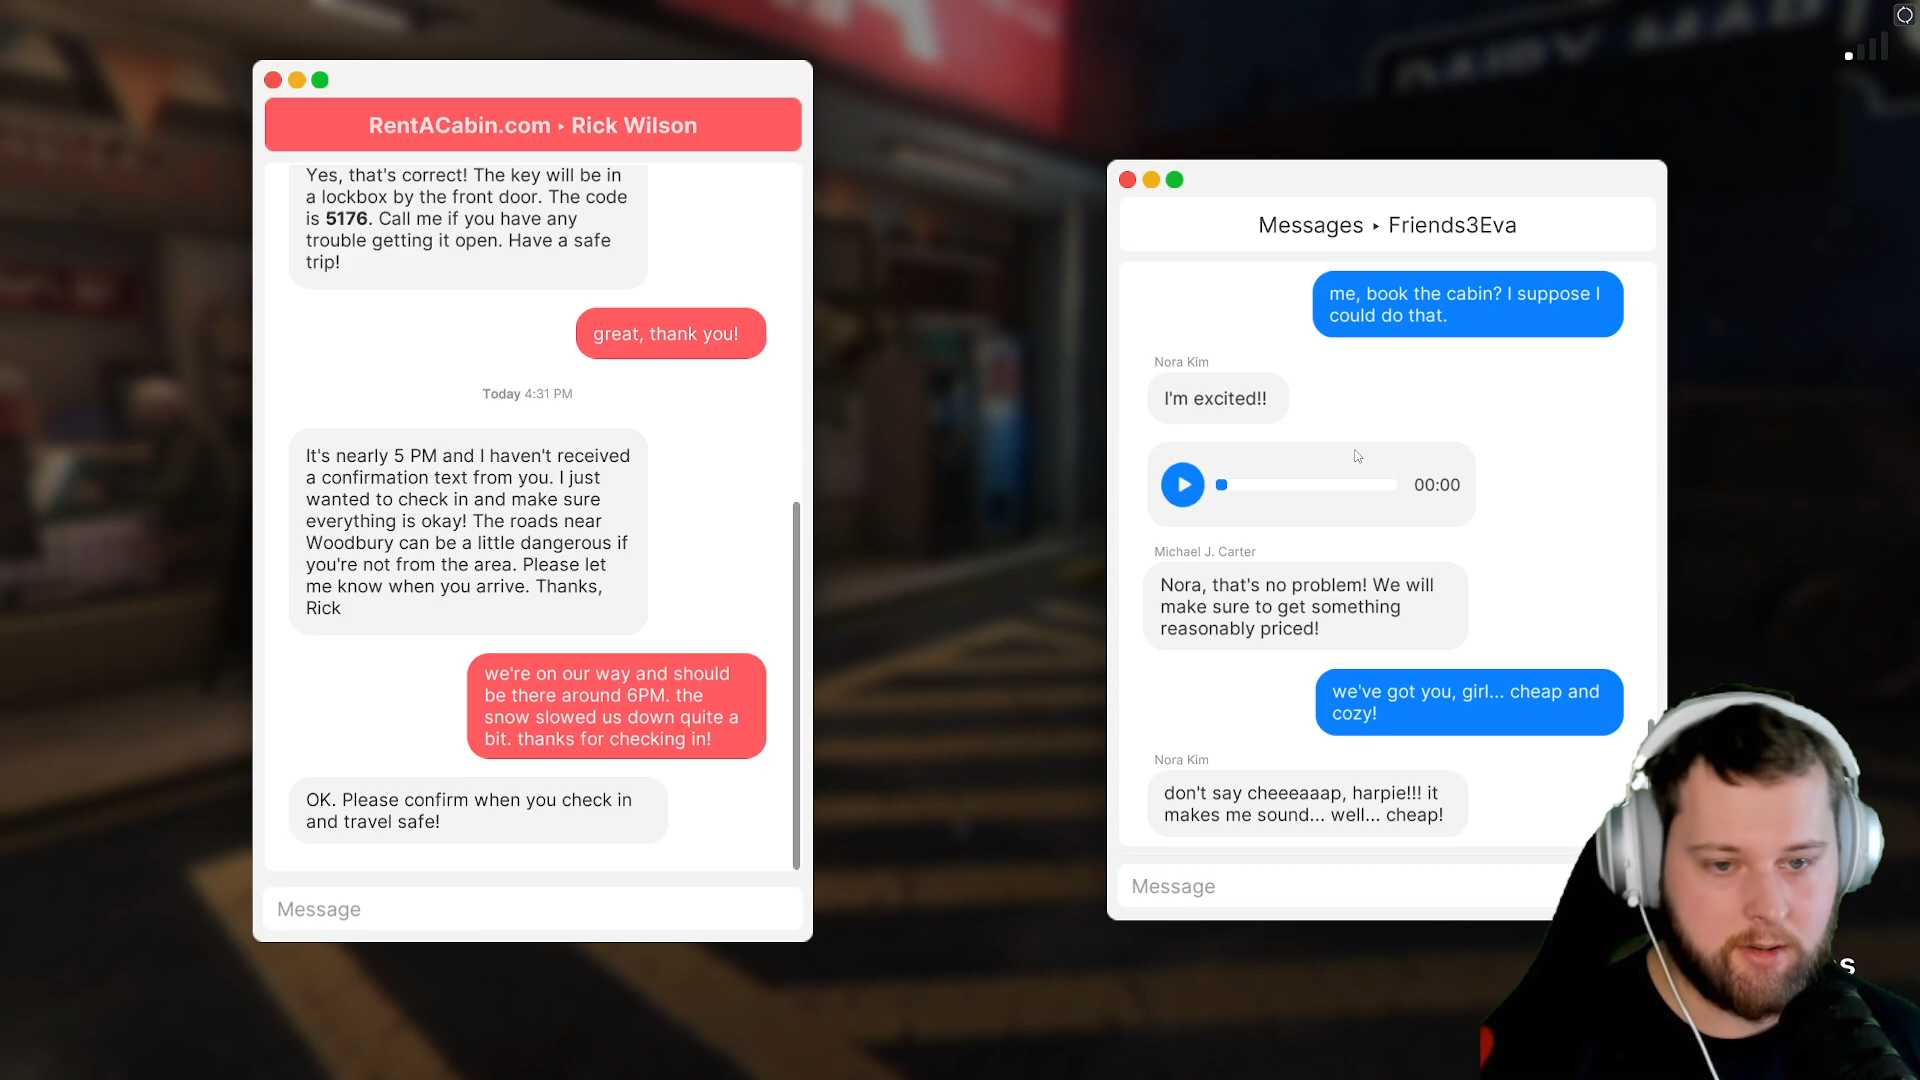 RentACabin.com ‣ Rick Wilson
Yes, that's correct! The key will be in
a lockbox by the front door. The code
is 5176. Call me if you have any
trouble getting it open. Have a safe
trip!
great, thank you!
Today 4:31 PM
It's nearly 5 PM and I haven't received
a confirmation text from you. I just
wanted to check in and make sure
everything is okay! The roads near
Woodbury can be a little dangerous if
you're not from the area. Please let
me know when you arrive. Thanks,
Rick
we're on our way and should
be there around 6PM. the
snow slowed us down quite a
bit. thanks for checking in!
OK. Please confirm when you check in
and travel safe!
Message
Messages ‣ Friends3Eva
me, book the cabin? I suppose I
could do that.
Nora Kim
I'm excited!!
00:00
Michael J. Carter
Nora, that's no problem! We will
make sure to get something
reasonably priced!
we've got you, girl... cheap and
cozy!
Nora Kim
don't say cheeeaaap, harpie!!! it
makes me sound... well... cheap!
Message